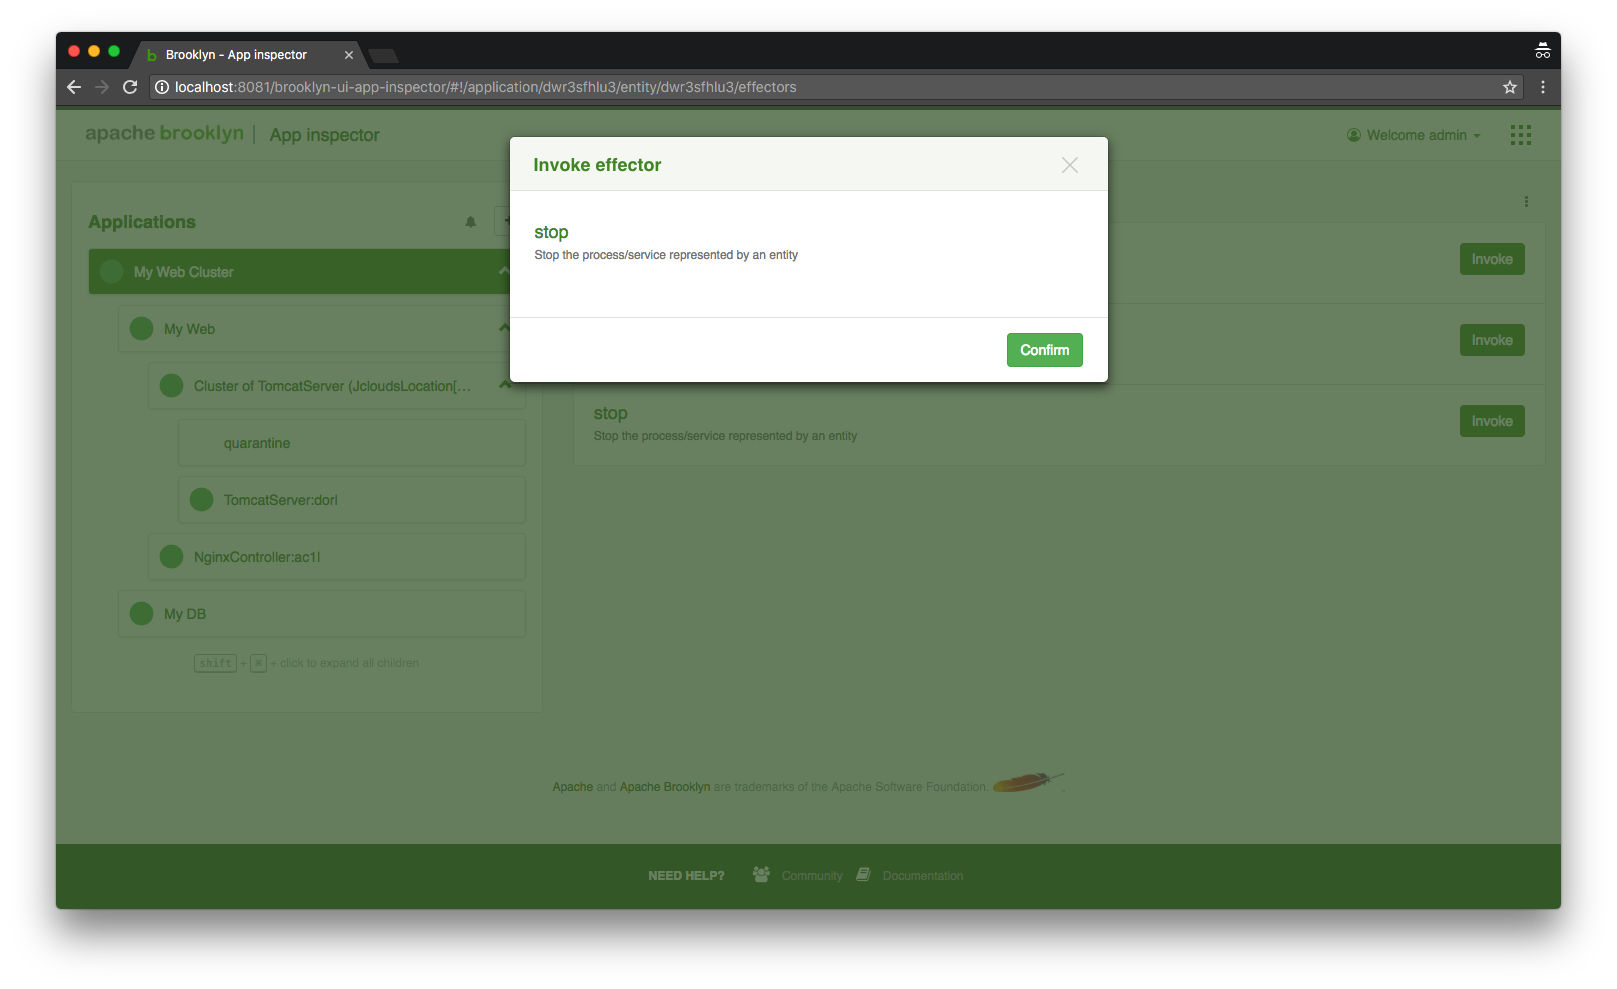 Brooklyn - App inspector
localhost:8081/brooklyn-ui-app-inspector/#!/application/dwr3sfhlu3/entity/dwr3sfhlu3/effectors
apache brooklyn | App inspector
Welcome admin
Invoke effector
stop
Stop the process/service represented by an entity
Confirm
Applications
My Web Cluster
My Web
Cluster of TomcatServer (JcloudsLocation[...
quarantine
TomcatServer:dorl
NginxController:ac1l
My DB
shift + ⌘ + click to expand all children
Invoke
Invoke
stop
Stop the process/service represented by an entity
Invoke
Apache and Apache Brooklyn are trademarks of the Apache Software Foundation.
NEED HELP? Community Documentation